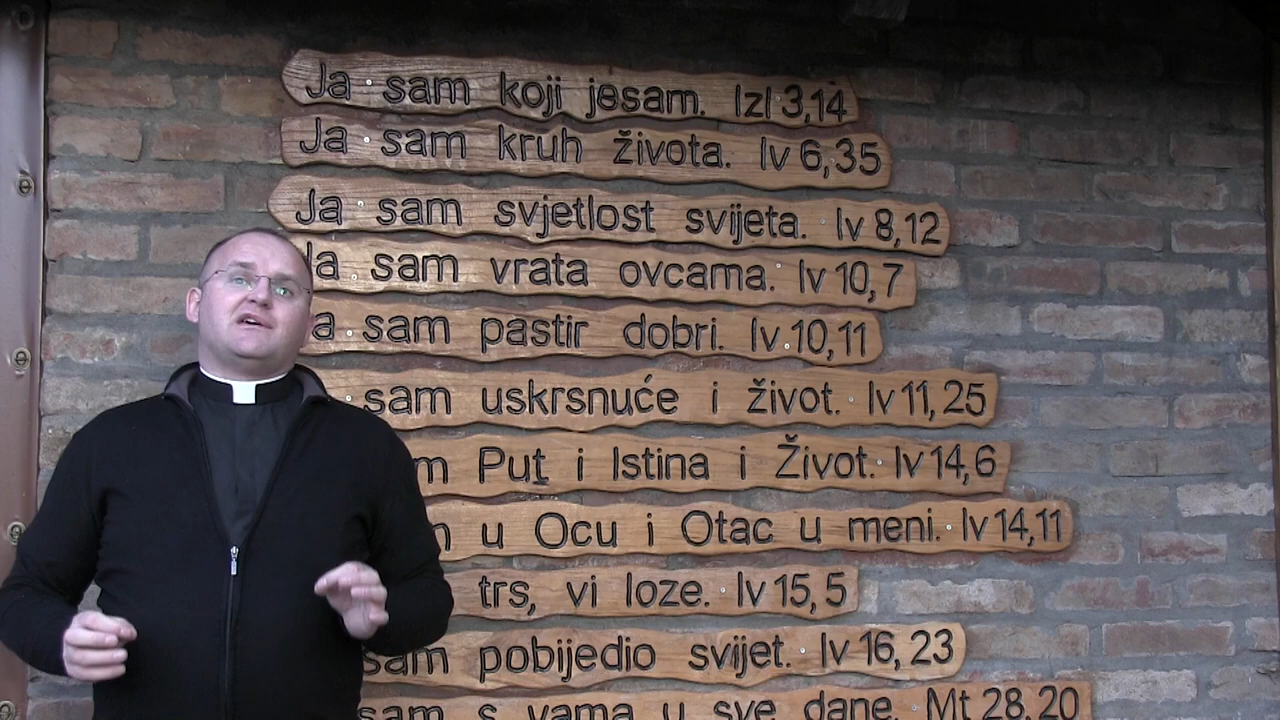 Ja sam koji jesam. Izl 3,14
Ja sam kruh života. Iv 6,35
Ja sam svjetlost svijeta. Iv 8,12
Ja sam vrata ovcama. Iv 10,7
a sam pastir dobri. Iv 10,11
sam uskrsnuće i život. Iv 11,25
m Put i Istina i Život. Iv 14,6
m u Ocu i Otac u meni. Iv 14,11
trs, vi loze. Iv 15,5
sam pobijedio svijet. Iv 16,23
sam s vama u sve dane. Mt 28,20